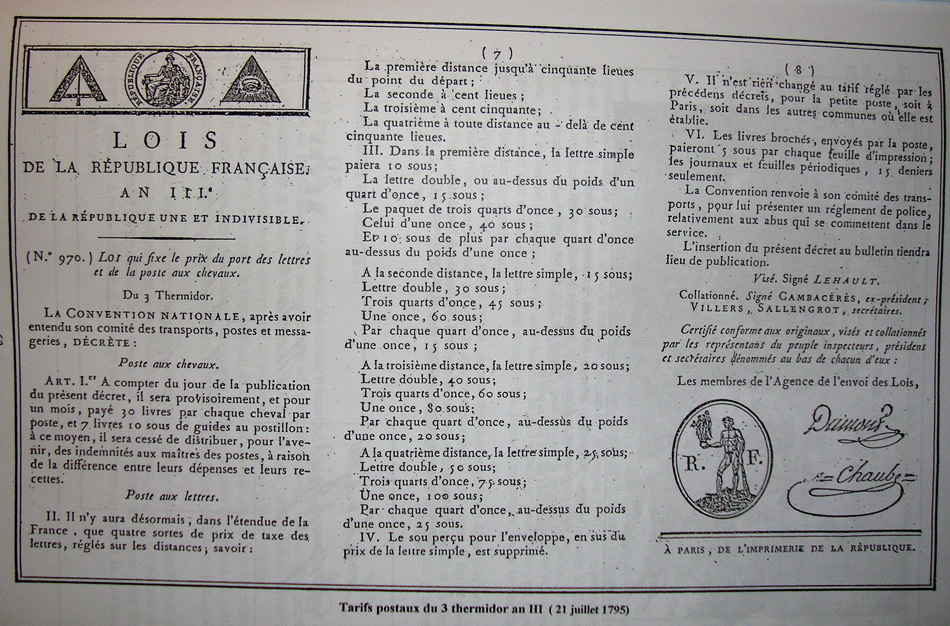 RÉPUBLIQUE FRANÇAISE
LOIS
DE LA RÉPUBLIQUE FRANÇAISE,
AN III.e
DE LA RÉPUBLIQUE UNE ET INDIVISIBLE.
(N.° 970.) LOI qui fixe le prix du port des lettres
et de la poste aux chevaux.
Du 3 Thermidor.
LA CONVENTION NATIONALE, après avoir
entendu son comité des transports, postes et messa-
geries, DÉCRÈTE :
Poste aux chevaux.
ART. I.er A compter du jour de la publication
du présent décret, il sera provisoirement, et pour
un mois, payé 30 livres par chaque cheval par
poste, et 7 livres 10 sous de guides au postillon :
à ce moyen, il sera cessé de distribuer, pour l'ave-
nir, des indemnités aux maîtres des postes, à raison
de la différence entre leurs dépenses et leurs re-
cettes.
Poste aux lettres.
II. Il n'y aura désormais, dans l'étendue de la
France, que quatre sortes de prix de taxe des
lettres, réglés sur les distances ; savoir :
( 7 )
La première distance jusqu'à cinquante lieues
du point du départ ;
La seconde à cent lieues ;
La troisième à cent cinquante ;
La quatrième à toute distance au - delà de cent
cinquante lieues.
III. Dans la première distance, la lettre simple
paiera 10 sous ;
La lettre double, ou au-dessus du poids d'un
quart d'once, 15 sous ;
Le paquet de trois quarts d'once, 30 sous ;
Celui d'une once, 40 sous ;
Et 10 sous de plus par chaque quart d'once
au-dessus du poids d'une once ;
A la seconde distance, la lettre simple, 15 sous ;
Lettre double, 30 sous ;
Trois quarts d'once, 45 sous ;
Une once, 60 sous ;
Par chaque quart d'once, au-dessus du poids
d'une once, 15 sous ;
A la troisième distance, la lettre simple, 20 sous ;
Lettre double, 40 sous ;
Trois quarts d'once, 60 sous ;
Une once, 80 sous ;
Par chaque quart d'once, au-dessus du poids
d'une once, 20 sous ;
A la quatrième distance, la lettre simple, 25 sous ;
Lettre double, 50 sous ;
Trois quarts d'once, 75 sous ;
Une once, 100 sous ;
Par chaque quart d'once, au-dessus du poids
d'une once, 25 sous.
IV. Le sou perçu pour l'enveloppe, en sus du
prix de la lettre simple, est supprimé.
( 8 )
V. Il n'est rien changé au tarif réglé par les
précédens décrets, pour la petite poste, soit à
Paris, soit dans les autres communes où elle est
établie.
VI. Les livres brochés, envoyés par la poste,
paieront 5 sous par chaque feuille d'impression ;
les journaux et feuilles périodiques, 15 deniers
seulement.
La Convention renvoie à son comité des trans-
ports, pour lui présenter un réglement de police,
relativement aux abus qui se commettent dans le
service.
L'insertion du présent décret au bulletin tiendra
lieu de publication.
Visé. Signé LEHAULT.
Collationné. Signé CAMBACÉRÈS, ex-président ;
VILLERS, SALLENGROT, secrétaires.
Certifié conforme aux originaux, visés et collationnés
par les représentans du peuple inspecteurs, présidens
et secrétaires dénommés au bas de chacun d'eux :
Les membres de l'Agence de l'envoi des Lois,
R. F.
Chaube
À PARIS, DE L'IMPRIMERIE DE LA RÉPUBLIQUE.
Tarifs postaux du 3 thermidor an III ( 21 juillet 1795)